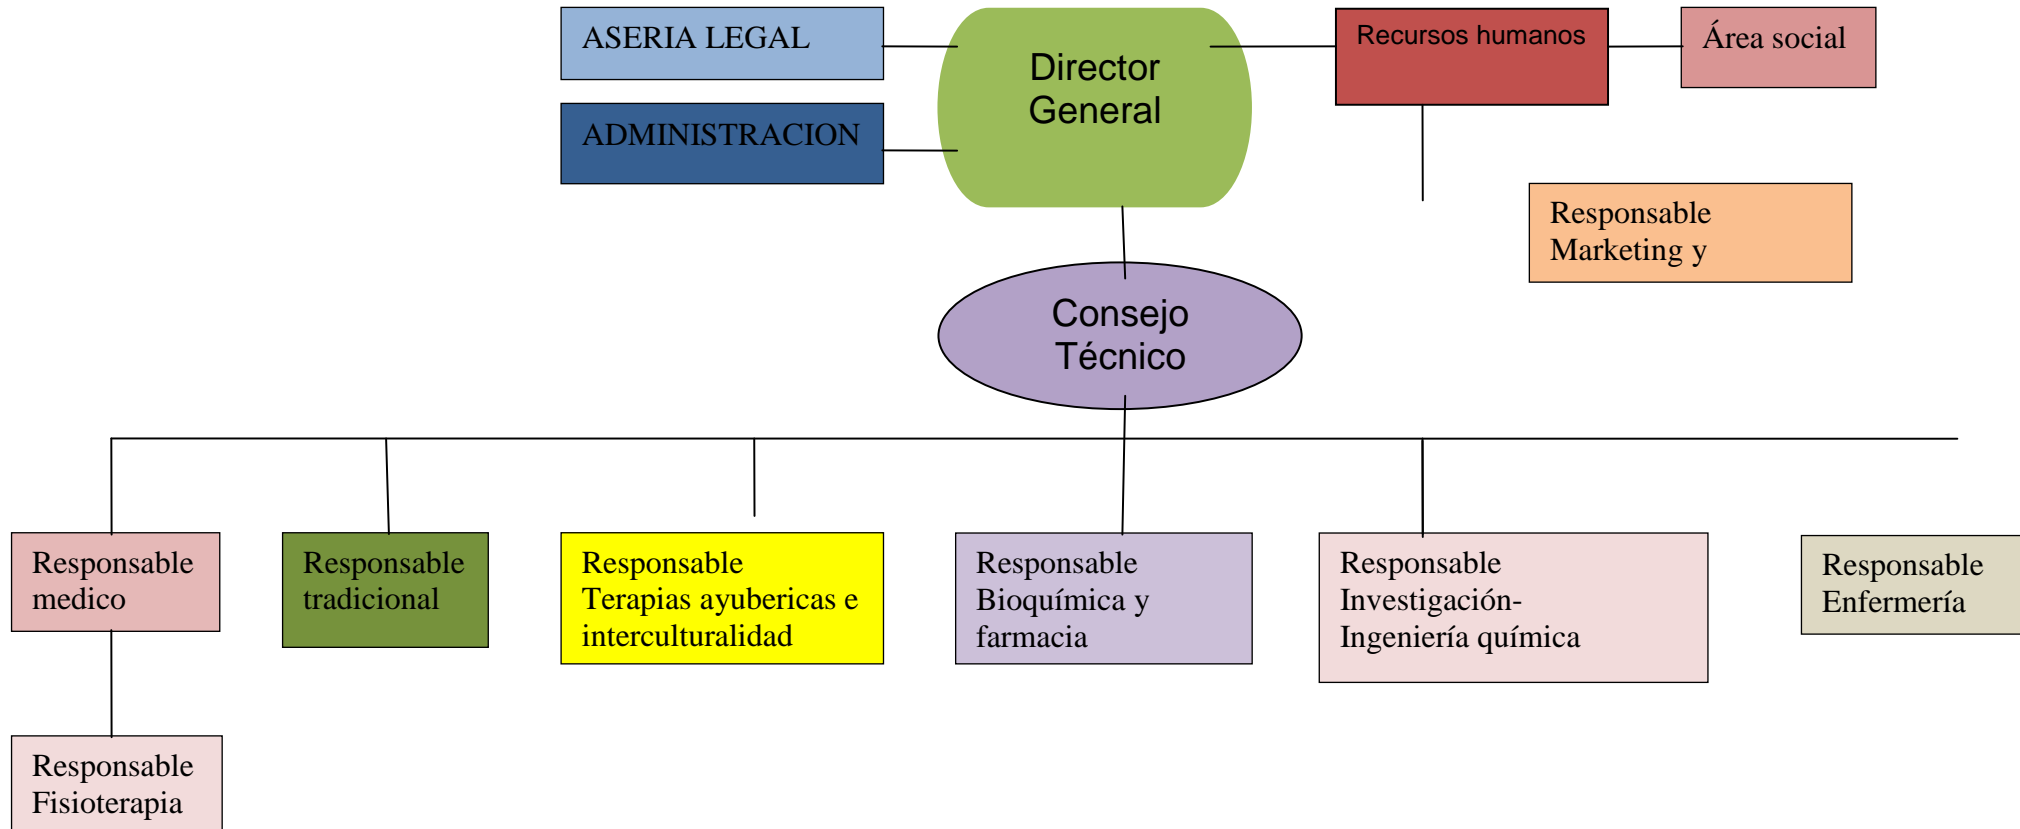 ASERIA LEGAL
Director
General
Recursos humanos
Área social
ADMINISTRACION
Responsable
Marketing y
Consejo
Técnico
Responsable
medico
Responsable
tradicional
Responsable
Terapias ayubericas e
interculturalidad
Responsable
Bioquímica y
farmacia
Responsable
Investigación-
Ingeniería química
Responsable
Enfermería
Responsable
Fisioterapia